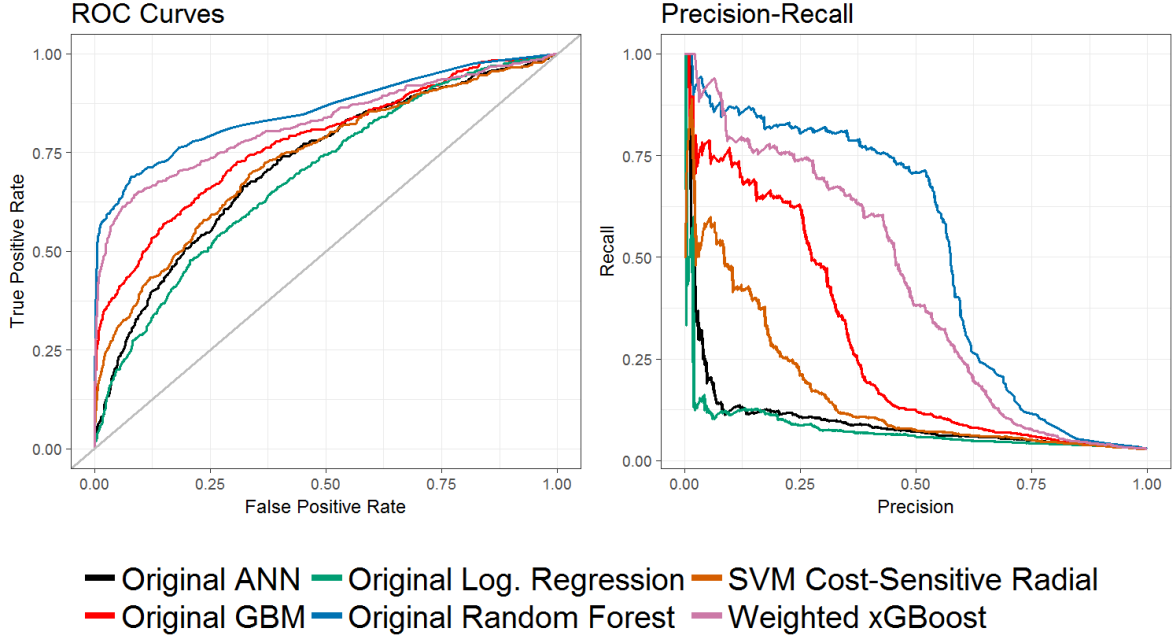 ROC Curves
1.00
0.75
0.50
0.25
0.00
True Positive Rate
0.00 0.25 0.50 0.75 1.00
False Positive Rate
Precision-Recall
1.00
0.75
0.50
0.25
0.00
Recall
0.00 0.25 0.50 0.75 1.00
Precision
Original ANN Original Log. Regression SVM Cost-Sensitive Radial
Original GBM Original Random Forest Weighted xGBoost